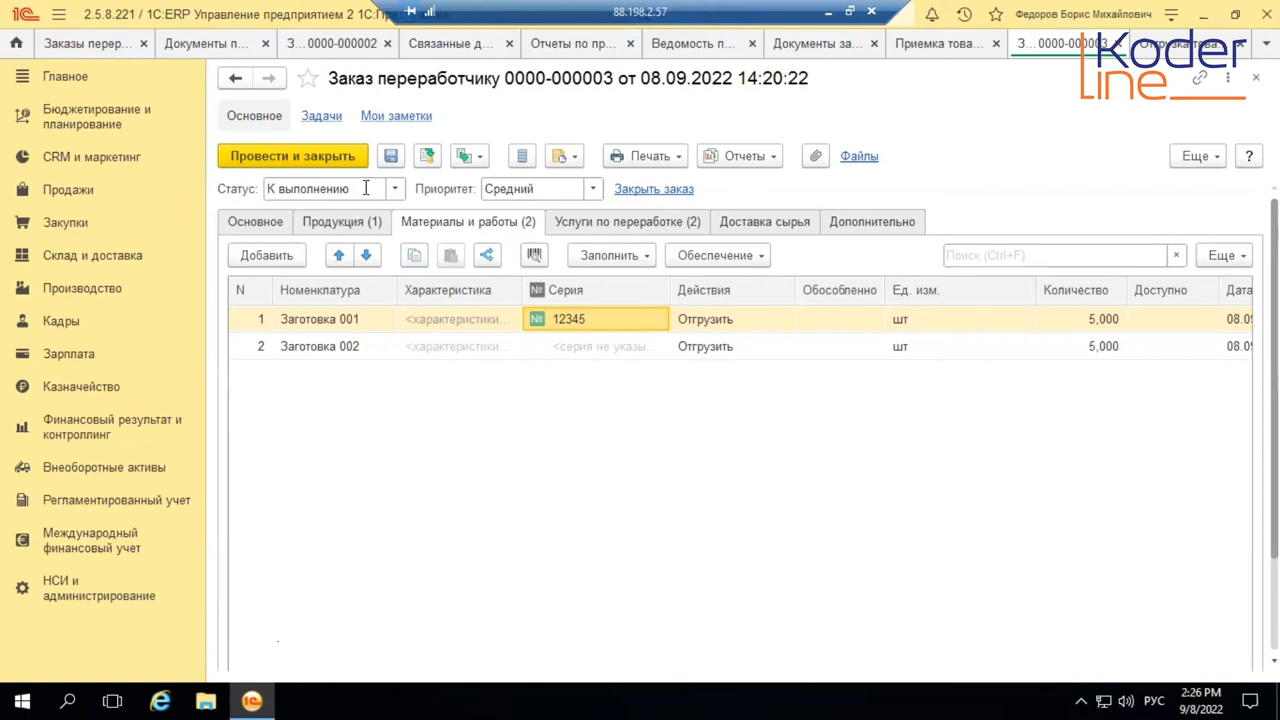 2.5.8.221 / 1С:ERP Управление предприятием 2 1С:П
88.198.2.57
Федоров Борис Михайлович
Заказы перер...
Документы п...
З...0000-000002
Связанные д...
Отчеты по пр...
Ведомость п...
Документы за...
Приемка това...
З...0000-000003
Отгрузка това...
Koder
line
Главное
Бюджетирование и
планирование
CRM и маркетинг
Продажи
Закупки
Склад и доставка
Производство
Кадры
Зарплата
Казначейство
Финансовый результат и
контроллинг
Внеоборотные активы
Регламентированный учет
Международный
финансовый учет
НСИ и
администрирование
Заказ переработчику 0000-000003 от 08.09.2022 14:20:22
Основное Задачи Мои заметки
Провести и закрыть Печать Отчеты Файлы Еще ?
Статус: К выполнению Приоритет: Средний Закрыть заказ
Основное Продукция (1) Материалы и работы (2) Услуги по переработке (2) Доставка сырья Дополнительно
Добавить Заполнить Обеспечение Поиск (Ctrl+F) × Еще
N Номенклатура Характеристика № Серия Действия Обособленно Ед. изм. Количество Доступно Дата
1 Заготовка 001 <характеристики... № 12345 Отгрузить шт 5,000 08.09
2 Заготовка 002 <характеристики... <серия не указы... Отгрузить шт 5,000 08.09
РУС
2:26 PM
9/8/2022